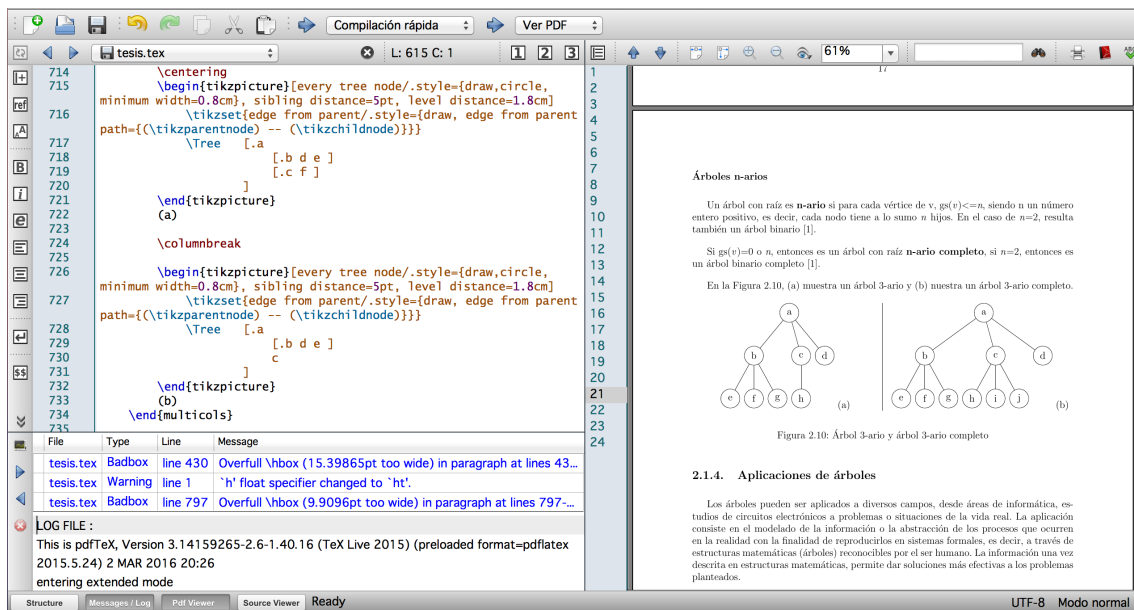 Compilación rápida
Ver PDF
tesis.tex
L: 615 C: 1
1 2 3
61%
714 \centering
715 \begin{tikzpicture}[every tree node/.style={draw,circle,
minimum width=0.8cm}, sibling distance=5pt, level distance=1.8cm]
716 \tikzset{edge from parent/.style={draw, edge from parent
path={(\tikzparentnode) -- (\tikzchildnode)}}}
717 \Tree [.a
718 [.b d e ]
719 [.c f ]
720 ]
721 \end{tikzpicture}
722 (a)
723
724 \columnbreak
725
726 \begin{tikzpicture}[every tree node/.style={draw,circle,
minimum width=0.8cm}, sibling distance=5pt, level distance=1.8cm]
727 \tikzset{edge from parent/.style={draw, edge from parent
path={(\tikzparentnode) -- (\tikzchildnode)}}}
728 \Tree [.a
729 [.b d e ]
730 c
731 ]
732 \end{tikzpicture}
733 (b)
734 \end{multicols}
735
ref
B
i
e
$$
File Type Line Message
tesis.tex Badbox line 430 Overfull \hbox (15.39865pt too wide) in paragraph at lines 43...
tesis.tex Warning line 1 `h' float specifier changed to `ht'.
tesis.tex Badbox line 797 Overfull \hbox (9.9096pt too wide) in paragraph at lines 797-...
LOG FILE :
This is pdfTeX, Version 3.14159265-2.6-1.40.16 (TeX Live 2015) (preloaded format=pdflatex
2015.5.24) 2 MAR 2016 20:26
entering extended mode
1
2
3
4
5
6
7
8
9
10
11
12
13
14
15
16
17
18
19
20
21
22
23
24
17
Árboles n-arios
Un árbol con raíz es n-ario si para cada vértice de v, gs(v)<=n, siendo n un número
entero positivo, es decir, cada nodo tiene a lo sumo n hijos. En el caso de n=2, resulta
también un árbol binario [1].
Si gs(v)=0 o n, entonces es un árbol con raíz n-ario completo, si n=2, entonces es
un árbol binario completo [1].
En la Figura 2.10, (a) muestra un árbol 3-ario y (b) muestra un árbol 3-ario completo.
a
b c d
e f g h
(a)
a
b c d
e f g h i j
(b)
Figura 2.10: Árbol 3-ario y árbol 3-ario completo
2.1.4. Aplicaciones de árboles
Los árboles pueden ser aplicados a diversos campos, desde áreas de informática, es-
tudios de circuitos electrónicos a problemas o situaciones de la vida real. La aplicación
consiste en el modelado de la información o la abstracción de los procesos que ocurren
en la realidad con la finalidad de reproducirlos en sistemas formales, es decir, a través de
estructuras matemáticas (árboles) reconocibles por el ser humano. La información una vez
descrita en estructuras matemáticas, permite dar soluciones más efectivas a los problemas
planteados.
Structure
Messages / Log
Pdf Viewer
Source Viewer
Ready
UTF-8 Modo normal